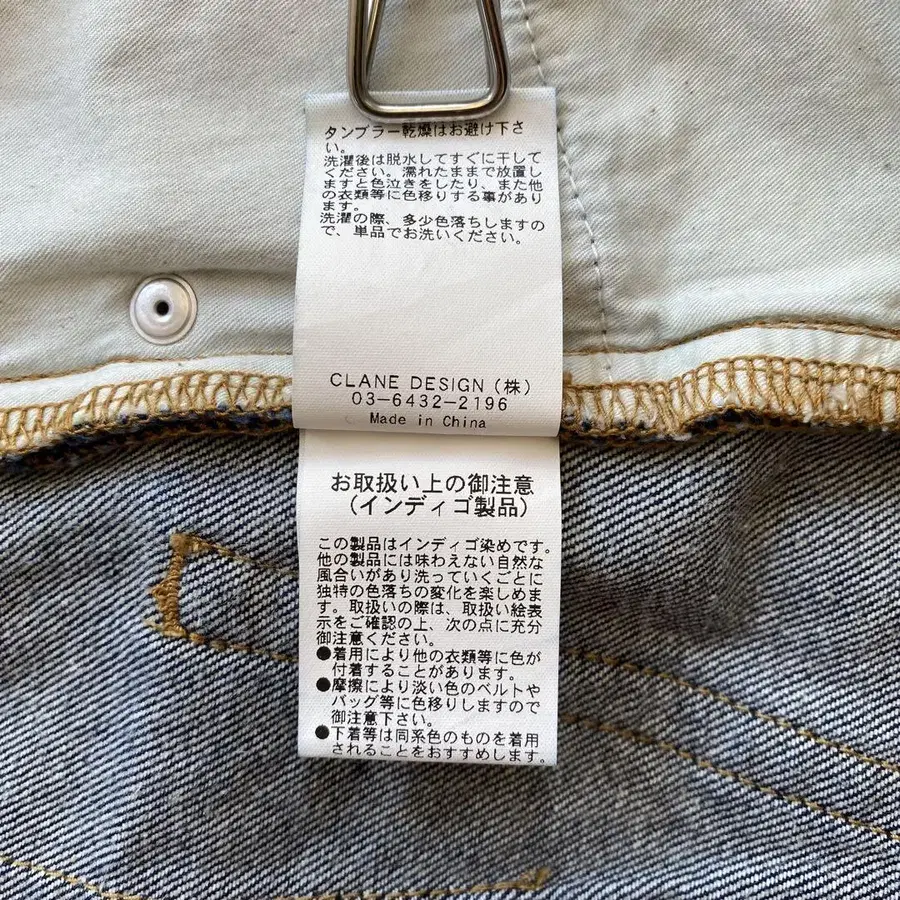 タンブラー乾燥はお避け下さ
い。
洗濯後は脱水してすぐに干して
ください。濡れたままで放置し
ますと色泣きをしたり、また他
の衣類等に色移りする事があり
ます。
洗濯の際、多少色落ちしますの
で、単品でお洗いください。
CLANE DESIGN（株）
03-6432-2196
Made in China
お取扱い上の御注意
（インディゴ製品）
この製品はインディゴ染めです。
他の製品には味わえない自然な
風合いがあり洗っていくごとに
独特の色落ちの変化を楽しめま
す。取扱いの際は、取扱い絵表
示をご確認の上、次の点に充分
御注意ください。
●着用により他の衣類等に色が
付着することがあります。
●摩擦により淡い色のベルトや
バッグ等に色移りしますので
御注意下さい。
●下着等は同系色のものを着用
されることをおすすめします。